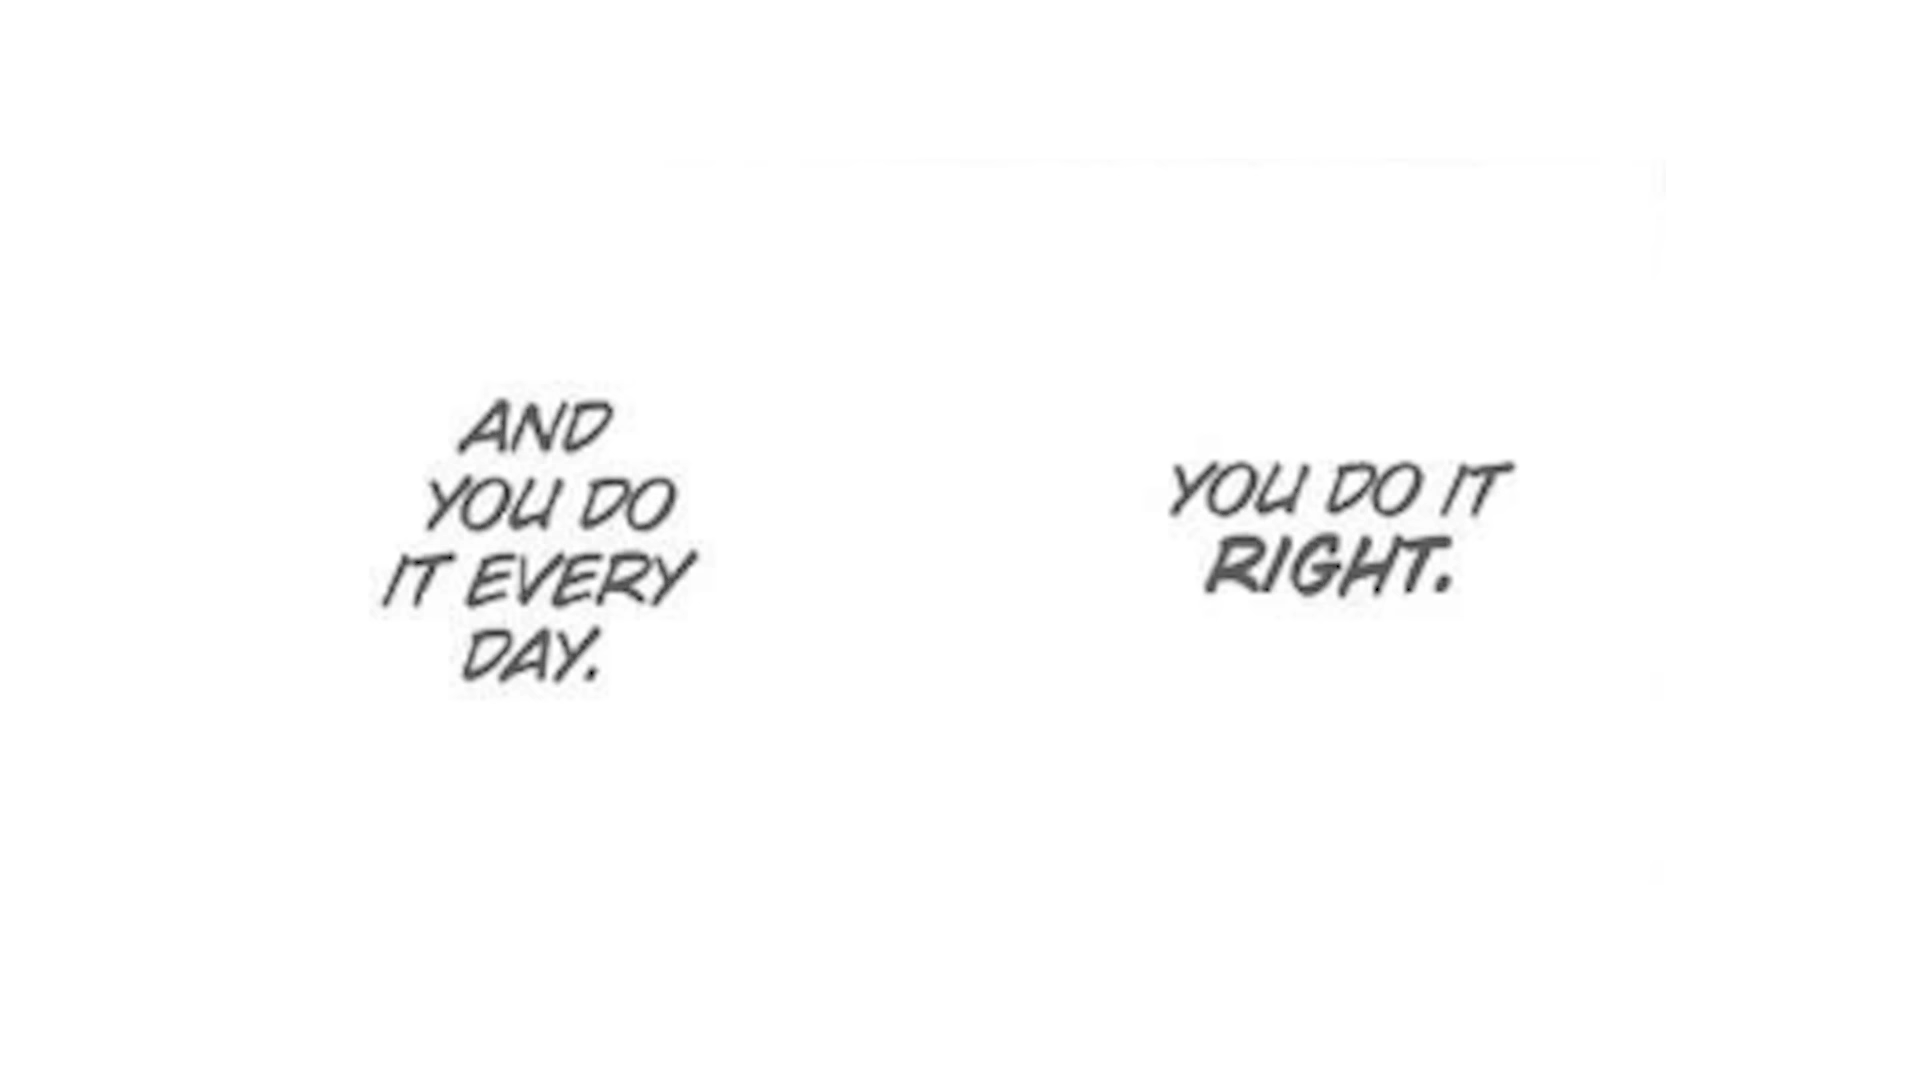 AND
YOU DO
IT EVERY
DAY.
YOU DO IT
RIGHT.